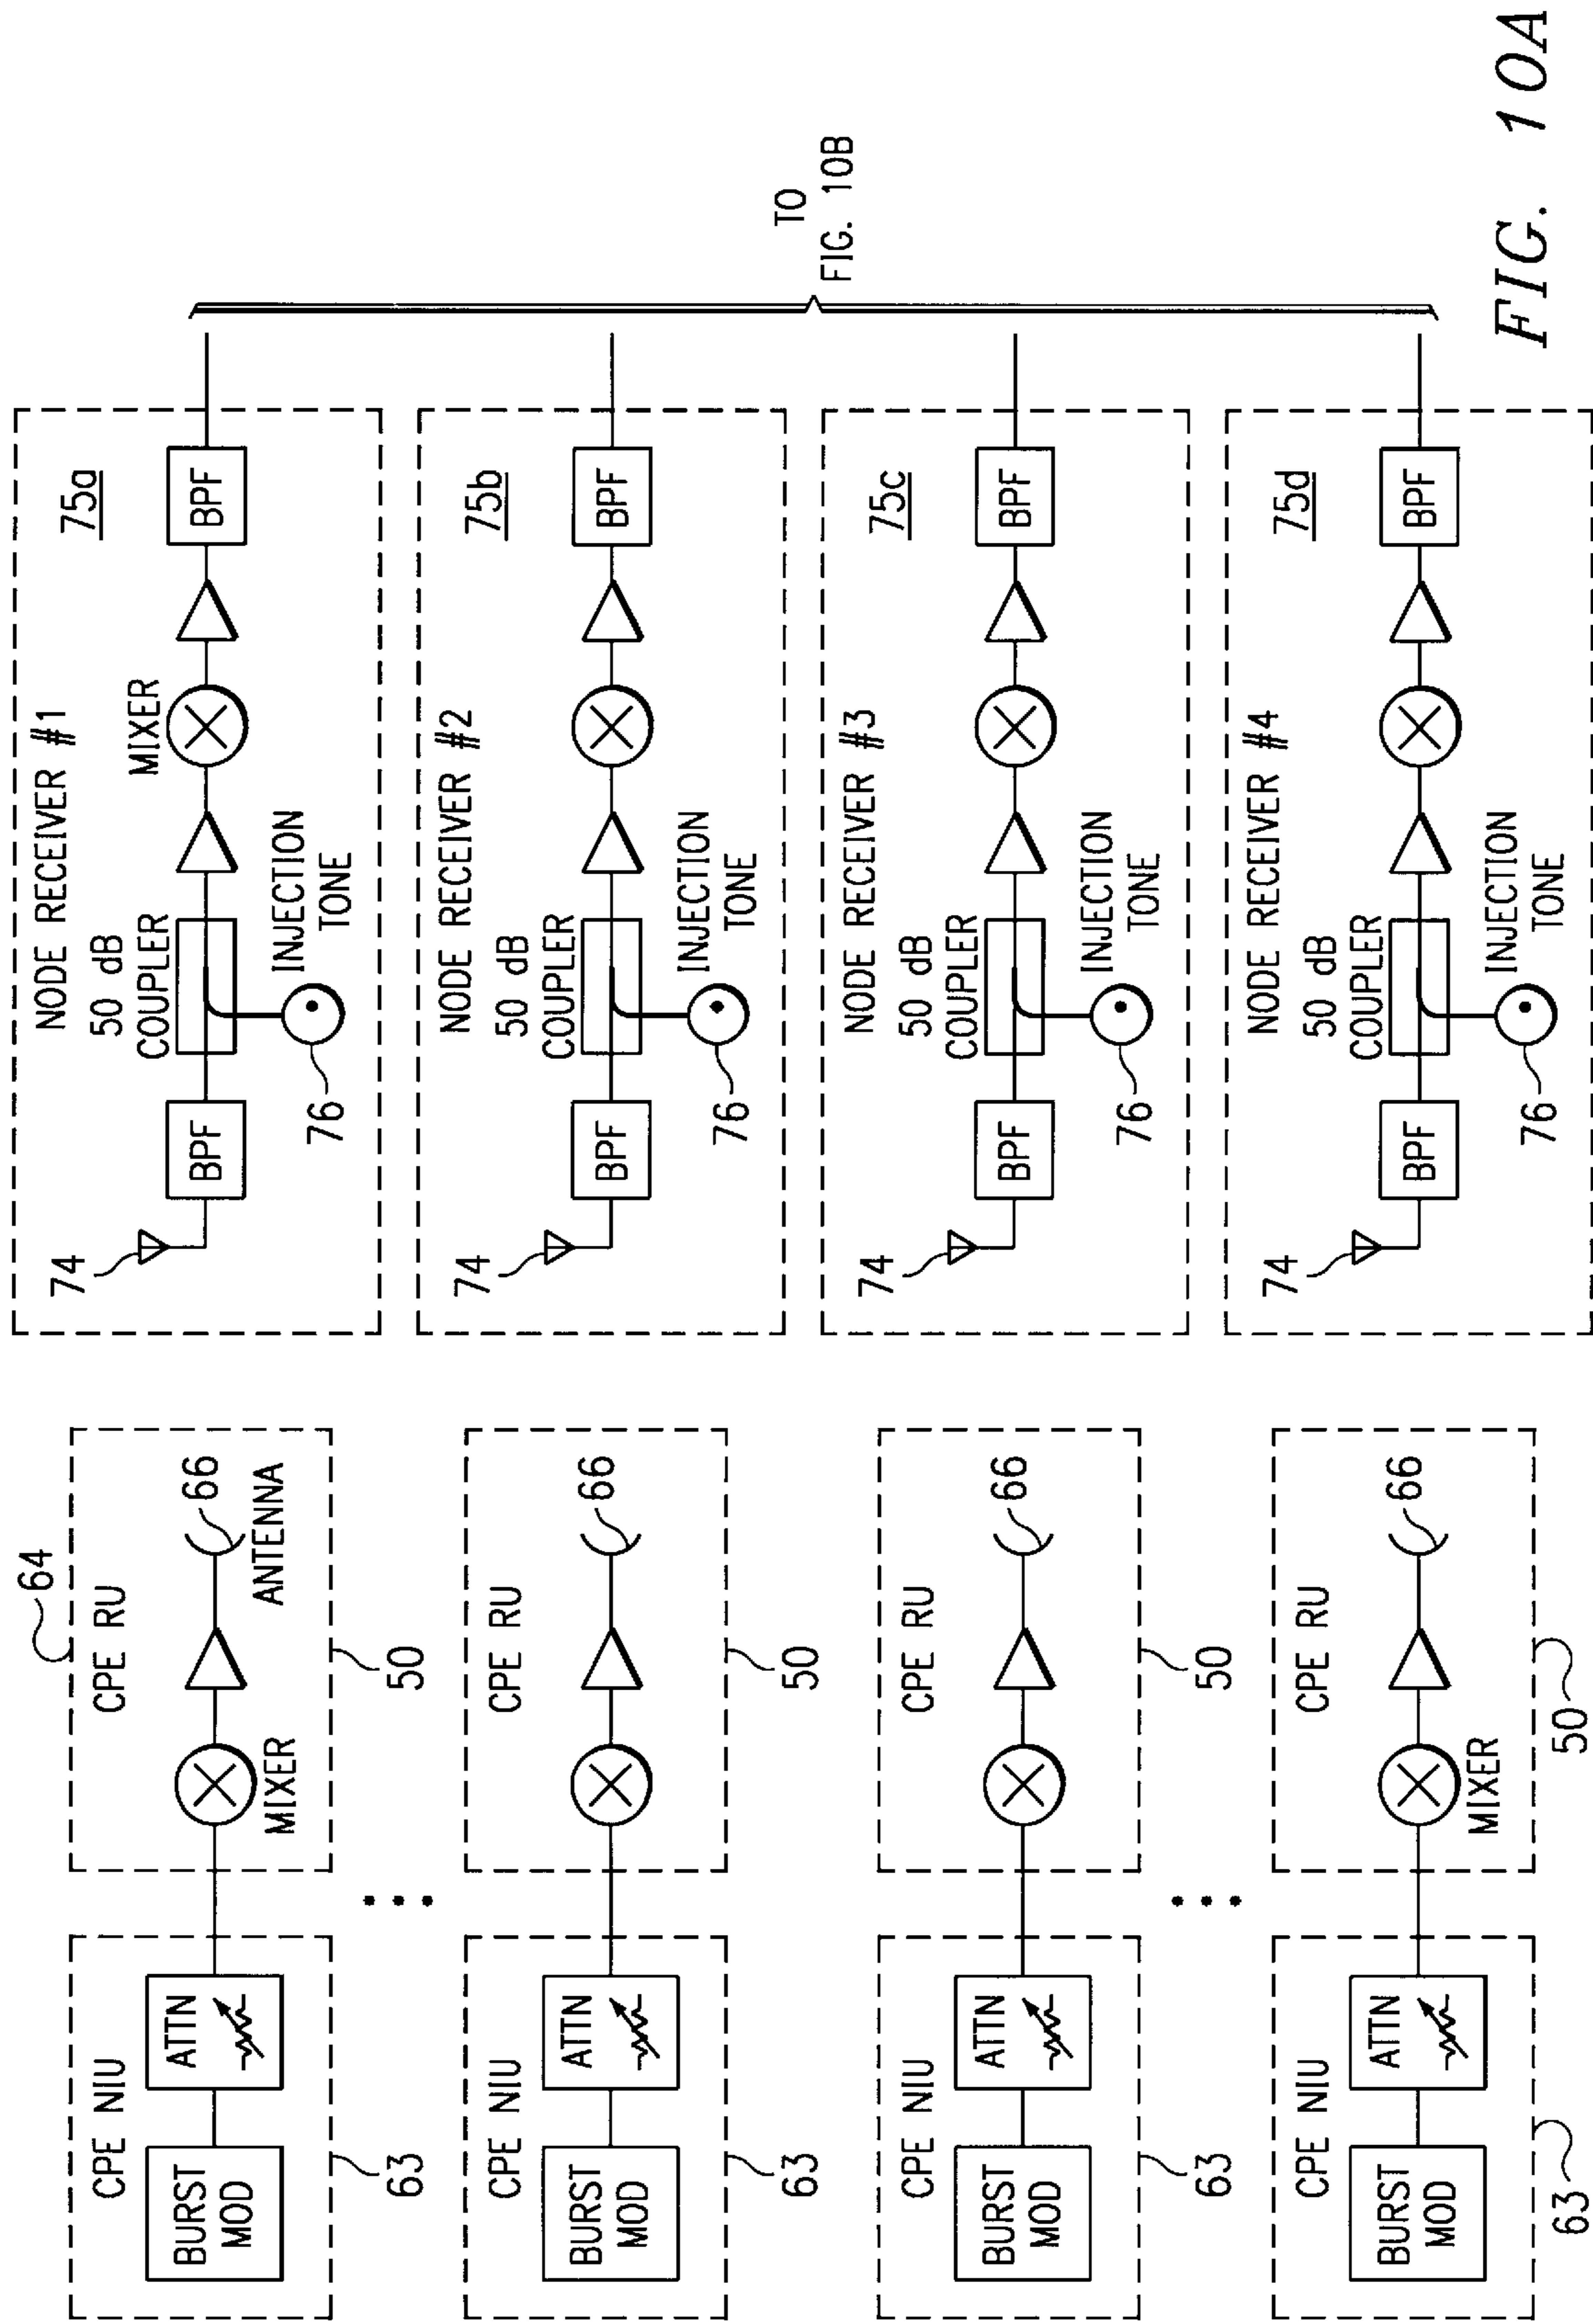 CPE NIU
BURST
MOD
ATTN
63
64
CPE RU
MIXER
66
ANTENNA
50
NODE RECEIVER #1
75a
74
BPF
50 dB
COUPLER
MIXER
INJECTION
TONE
76
BPF
CPE NIU
BURST
MOD
ATTN
63
CPE RU
66
50
NODE RECEIVER #2
75b
74
BPF
50 dB
COUPLER
INJECTION
TONE
76
BPF
CPE NIU
BURST
MOD
ATTN
63
CPE RU
66
50
NODE RECEIVER #3
75c
74
BPF
50 dB
COUPLER
INJECTION
TONE
76
BPF
CPE NIU
BURST
MOD
ATTN
63
CPE RU
MIXER
66
50
NODE RECEIVER #4
75d
74
BPF
50 dB
COUPLER
INJECTION
TONE
76
BPF
TO
FIG. 10B
FIG. 10A